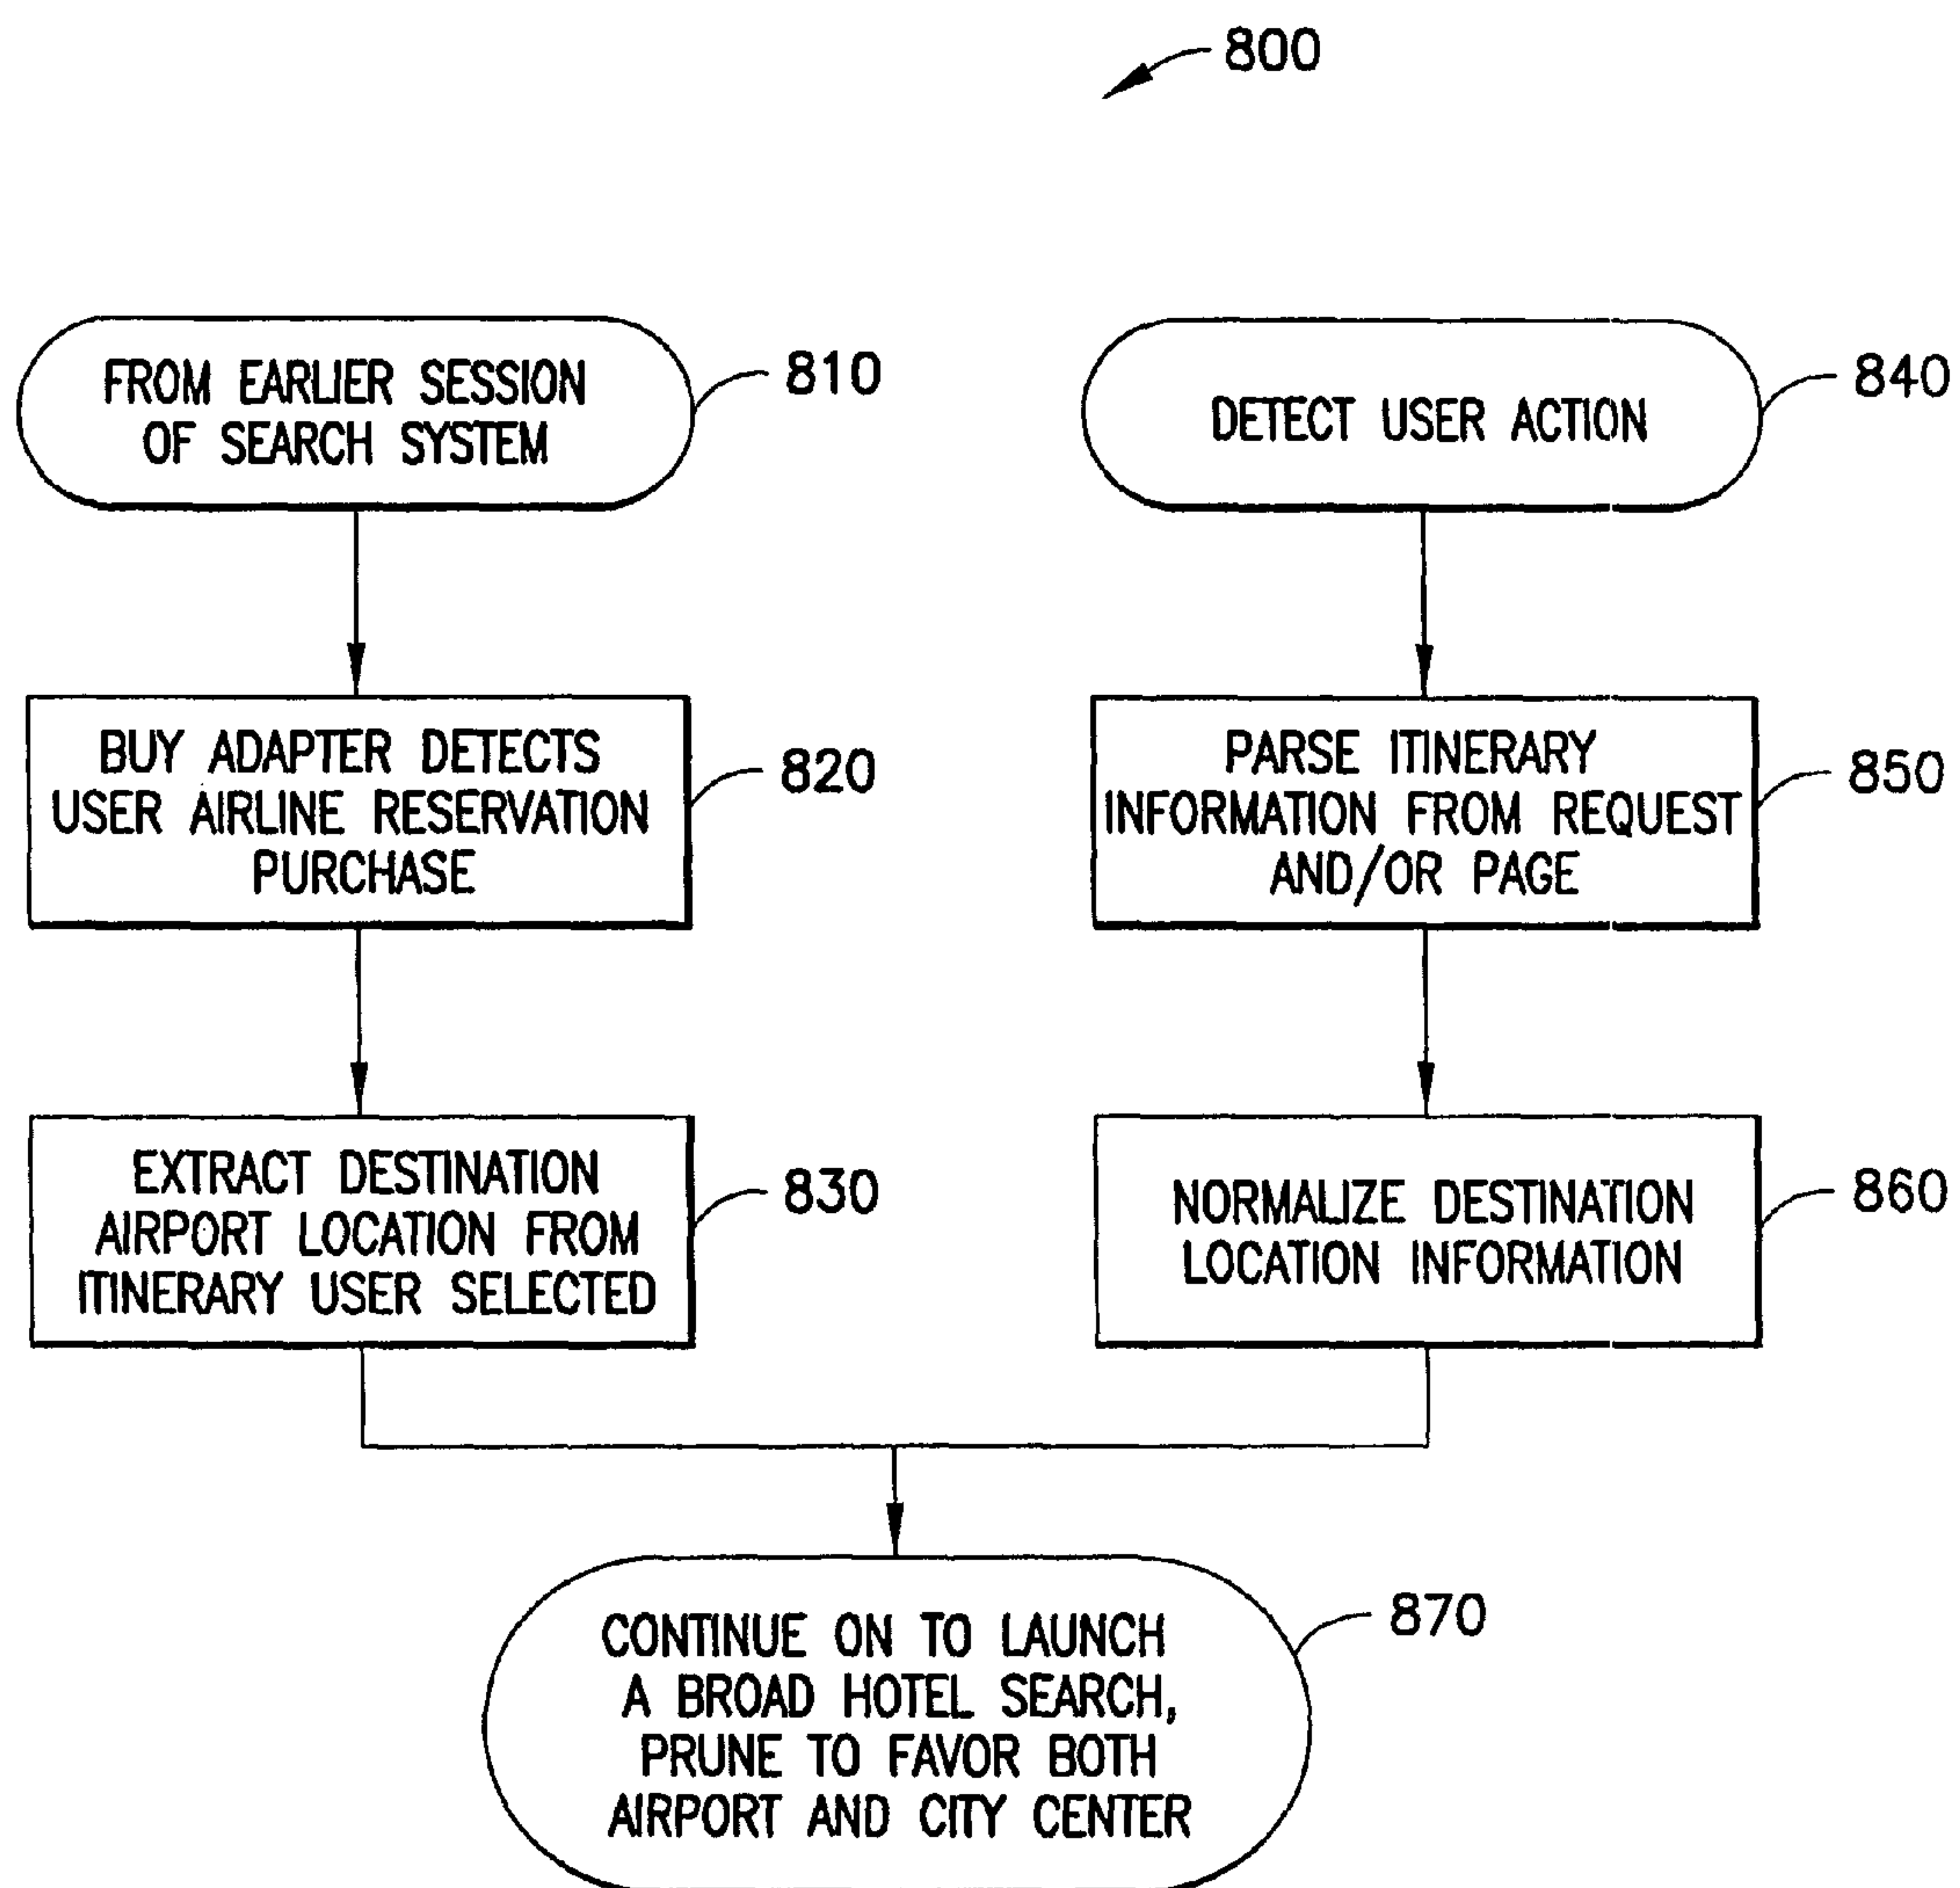 800
FROM EARLIER SESSION
OF SEARCH SYSTEM
810
BUY ADAPTER DETECTS
USER AIRLINE RESERVATION
PURCHASE
820
EXTRACT DESTINATION
AIRPORT LOCATION FROM
ITINERARY USER SELECTED
830
DETECT USER ACTION
840
PARSE ITINERARY
INFORMATION FROM REQUEST
AND/OR PAGE
850
NORMALIZE DESTINATION
LOCATION INFORMATION
860
CONTINUE ON TO LAUNCH
A BROAD HOTEL SEARCH,
PRUNE TO FAVOR BOTH
AIRPORT AND CITY CENTER
870